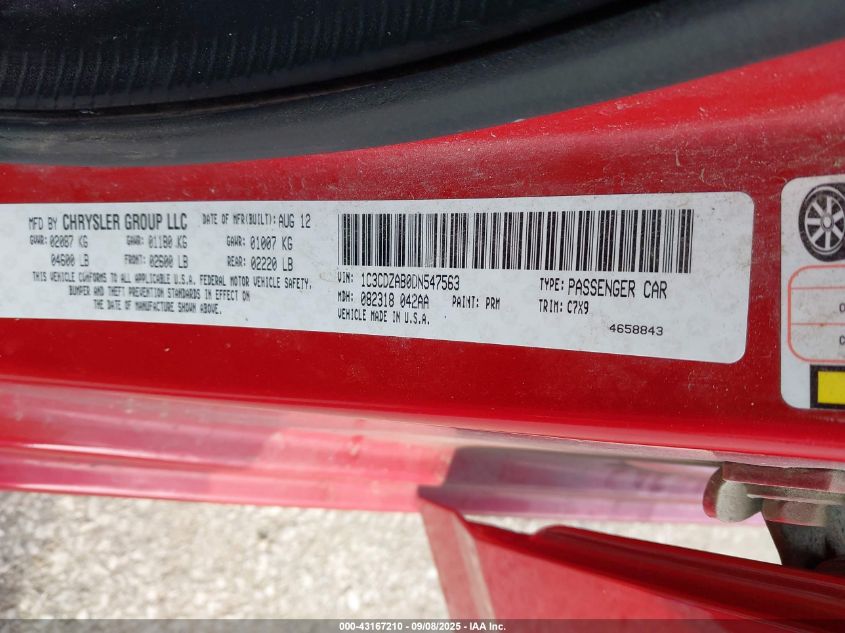 MFD BY CHRYSLER GROUP LLC DATE OF MFR(BUILT): AUG 12
GVWR: 02087 KG GAWR: 01180 KG GAWR: 01007 KG
04600 LB FRONT: 02600 LB REAR: 02220 LB
THIS VEHICLE CONFORMS TO ALL APPLICABLE U.S.A. FEDERAL MOTOR VEHICLE SAFETY,
BUMPER AND THEFT PREVENTION STANDARDS IN EFFECT ON
THE DATE OF MANUFACTURE SHOWN ABOVE.
VIN: 1C3CDZAB0DN547563 TYPE: PASSENGER CAR
MDH: 082318 042AA PAINT: PRM TRIM: C7X9
VEHICLE MADE IN U.S.A.
4658843
000-43167210 - 09/08/2025 - IAA Inc.